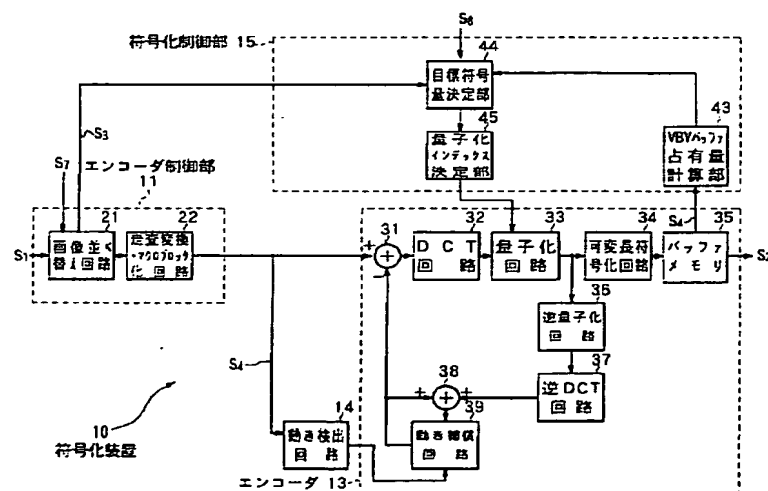 S8
符号化制御部 15
44
目標符号
量決定部
43
VBVバッファ
占有量
計算部
45
量子化
インデックス
決定部
S3
S7
エンコーダ制御部
11
21
画像並べ
替え回路
22
走査変換
・マクロブロック
化回路
S1
31
+
−
32
DCT
回路
33
量子化
回路
34
可変長符
号化回路
S4
35
バッファ
メモリ
S2
36
逆量子化
回路
37
逆DCT
回路
38
+
+
39
動き補償
回路
S4
14
動き検出
回路
エンコーダ 13
10
符号化装置